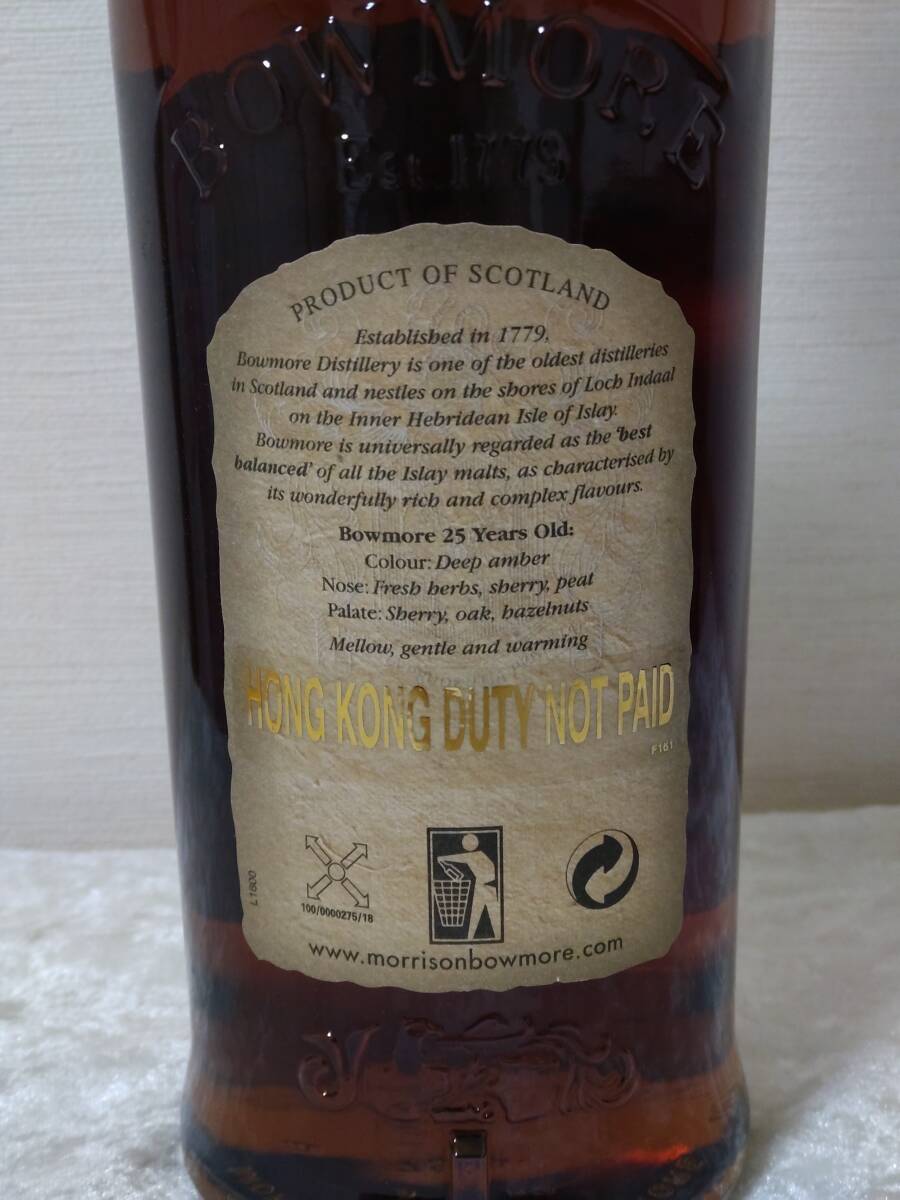 BOWMORE
Est. 1779
PRODUCT OF SCOTLAND
Established in 1779,
Bowmore Distillery is one of the oldest distilleries
in Scotland and nestles on the shores of Loch Indaal
on the Inner Hebridean Isle of Islay.
Bowmore is universally regarded as the 'best
balanced' of all the Islay malts, as characterised by
its wonderfully rich and complex flavours.
Bowmore 25 Years Old:
Colour: Deep amber
Nose: Fresh herbs, sherry, peat
Palate: Sherry, oak, hazelnuts
Mellow, gentle and warming
HONG KONG DUTY NOT PAID
F161
L1800
100/0000275/18
www.morrisonbowmore.com